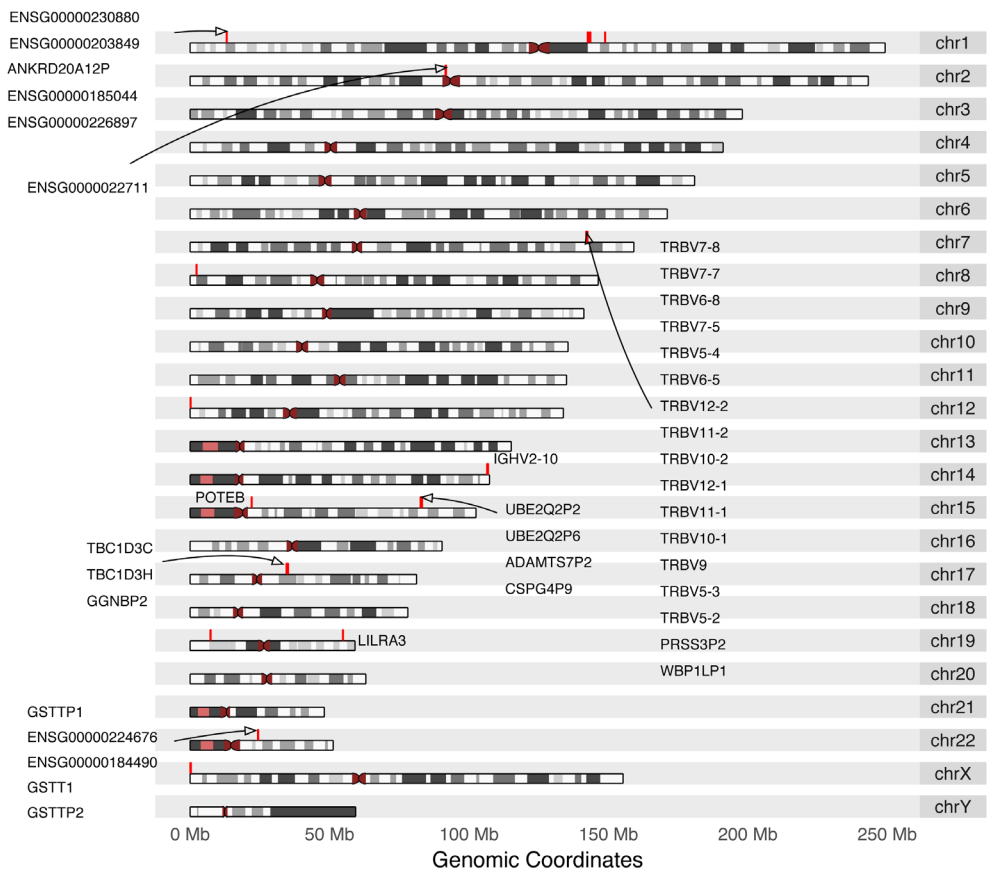 ENSG00000230880
ENSG00000203849
ANKRD20A12P
ENSG00000185044
ENSG00000226897
ENSG0000022711
chr1
chr2
chr3
chr4
chr5
chr6
chr7
chr8
chr9
chr10
chr11
chr12
chr13
chr14
chr15
chr16
chr17
chr18
chr19
chr20
chr21
chr22
chrX
chrY
TRBV7-8
TRBV7-7
TRBV6-8
TRBV7-5
TRBV5-4
TRBV6-5
TRBV12-2
TRBV11-2
TRBV10-2
TRBV12-1
TRBV11-1
TRBV10-1
TRBV9
TRBV5-3
TRBV5-2
PRSS3P2
WBP1LP1
IGHV2-10
POTEB
UBE2Q2P2
UBE2Q2P6
ADAMTS7P2
CSPG4P9
TBC1D3C
TBC1D3H
GGNBP2
LILRA3
GSTTP1
ENSG00000224676
ENSG00000184490
GSTT1
GSTTP2
0 Mb 50 Mb 100 Mb 150 Mb 200 Mb 250 Mb
Genomic Coordinates